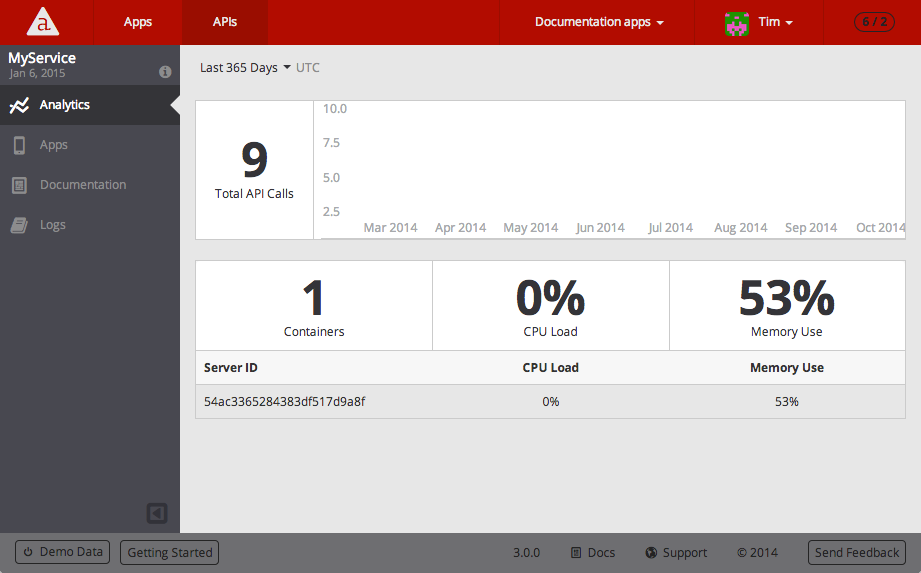 a Apps APIs Documentation apps Tim 6 / 2
MyService
Jan 6, 2015
Analytics
Apps
Documentation
Logs
Last 365 Days UTC
9
Total API Calls
10.0
7.5
5.0
2.5
Mar 2014 Apr 2014 May 2014 Jun 2014 Jul 2014 Aug 2014 Sep 2014 Oct 2014
1 0% 53%
Containers CPU Load Memory Use
Server ID CPU Load Memory Use
54ac3365284383df517d9a8f 0% 53%
Demo Data Getting Started 3.0.0 Docs Support © 2014 Send Feedback